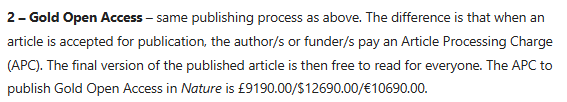 2 – Gold Open Access – same publishing process as above. The difference is that when an
article is accepted for publication, the author/s or funder/s pay an Article Processing Charge
(APC). The final version of the published article is then free to read for everyone. The APC to
publish Gold Open Access in Nature is £9190.00/$12690.00/€10690.00.